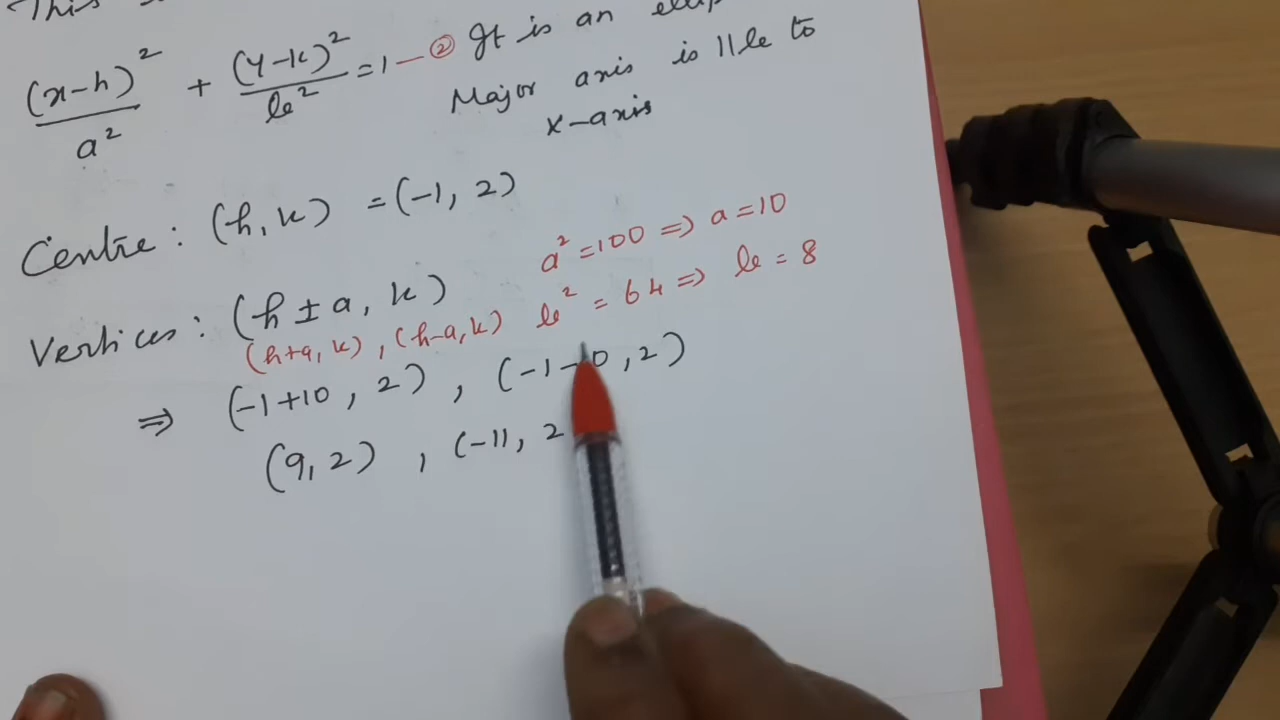 This
(x-h)²/a² + (y-k)²/b² = 1 — ② It is an
Major axis is ||le to
x-axis
Centre : (h, k) = (-1, 2)
a² = 100 ⇒ a = 10
Vertices : (h ± a, k)
b² = 64 ⇒ b = 8
(h+a, k), (h-a, k)
⇒ (-1+10, 2), (-1-10, 2)
(9, 2), (-11, 2